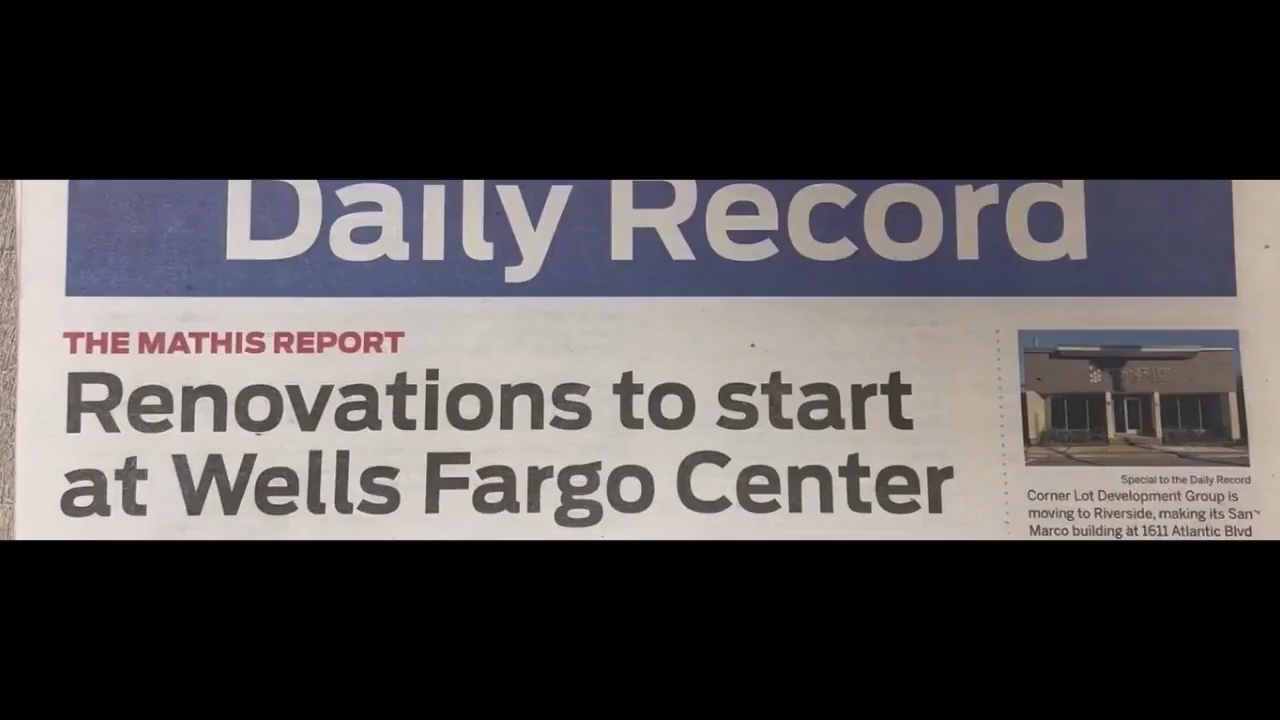 Daily Record
THE MATHIS REPORT
Renovations to start
at Wells Fargo Center
Special to the Daily Record
Corner Lot Development Group is
moving to Riverside, making its San
Marco building at 1611 Atlantic Blvd